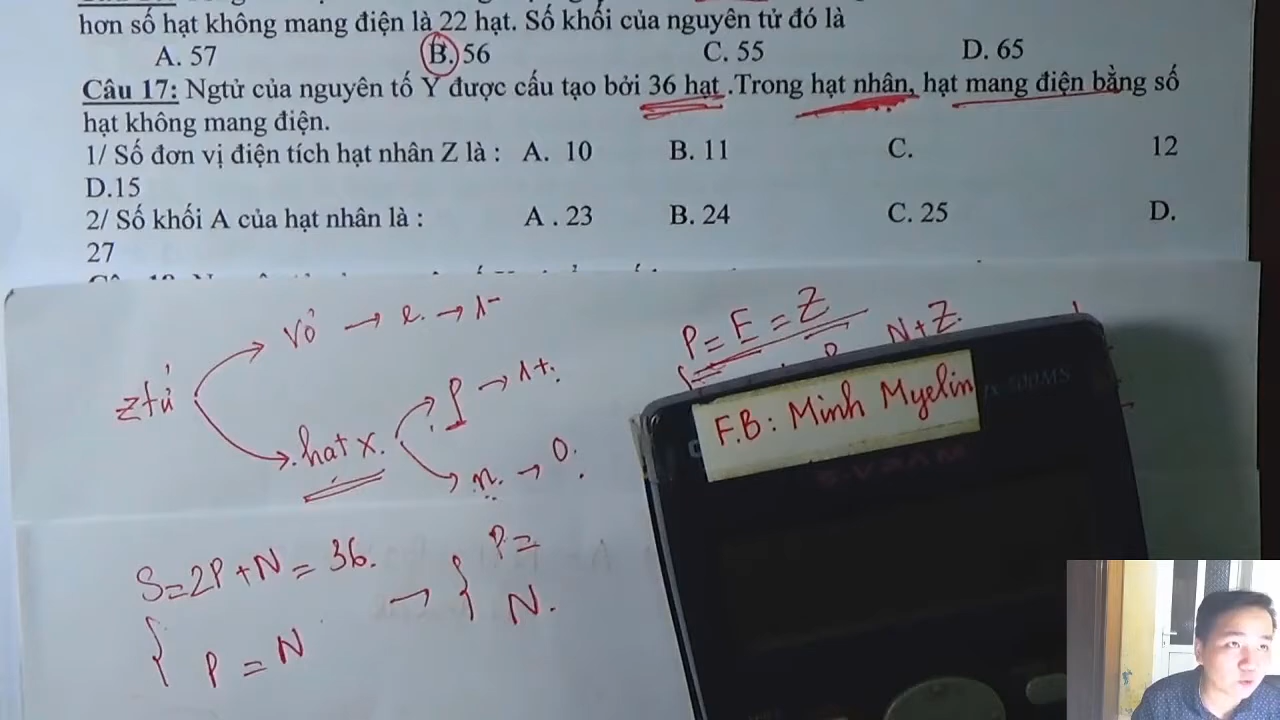 hơn số hạt không mang điện là 22 hạt. Số khối của nguyên tử đó là
A. 57 B. 56 C. 55 D. 65
Câu 17: Ngtử của nguyên tố Y được cấu tạo bởi 36 hạt .Trong hạt nhân, hạt mang điện bằng số
hạt không mang điện.
1/ Số đơn vị điện tích hạt nhân Z là : A. 10 B. 11 C. 12
D.15
2/ Số khối A của hạt nhân là : A . 23 B. 24 C. 25 D.
27
vỏ → e. → 1-
P = E = Z
N+Z.
ztử
P → 1+.
hat x.
n. → 0.
F.B: Minh Myelin
500MS
S=2P+N = 36.
P = N
→ { P=
N.